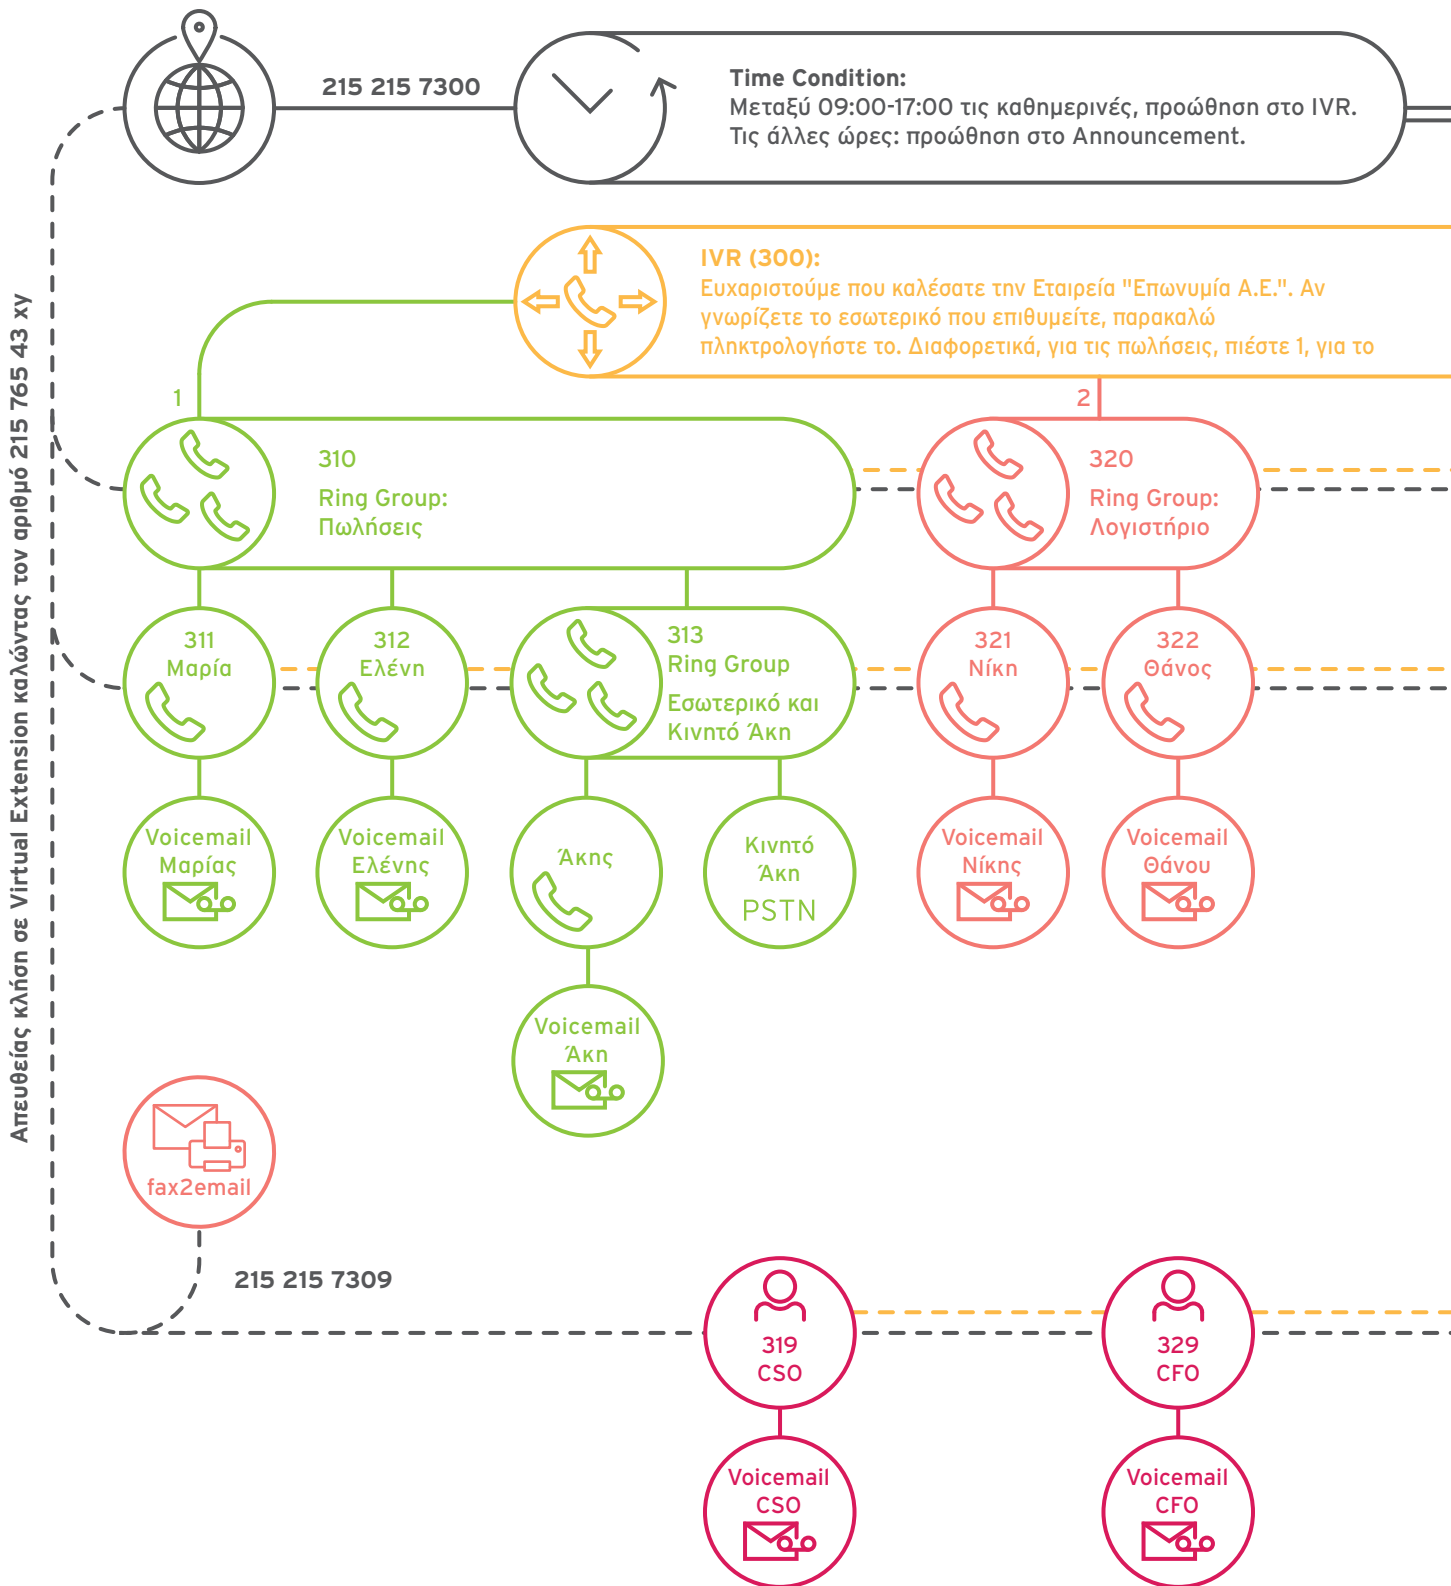 215 215 7300
Time Condition:
Μεταξύ 09:00-17:00 τις καθημερινές, προώθηση στο IVR.
Τις άλλες ώρες: προώθηση στο Announcement.
IVR (300):
Ευχαριστούμε που καλέσατε την Εταιρεία "Επωνυμία Α.Ε.". Αν
γνωρίζετε το εσωτερικό που επιθυμείτε, παρακαλώ
πληκτρολογήστε το. Διαφορετικά, για τις πωλήσεις, πιέστε 1, για το
Απευθείας κλήση σε Virtual Extension καλώντας τον αριθμό 215 765 43 xy
1
2
310
Ring Group:
Πωλήσεις
320
Ring Group:
Λογιστήριο
311
Μαρία
312
Ελένη
313
Ring Group
Εσωτερικό και
Κινητό Άκη
321
Νίκη
322
Θάνος
Voicemail
Μαρίας
Voicemail
Ελένης
Άκης
Κινητό
Άκη
PSTN
Voicemail
Νίκης
Voicemail
Θάνου
Voicemail
Άκη
fax2email
215 215 7309
319
CSO
329
CFO
Voicemail
CSO
Voicemail
CFO